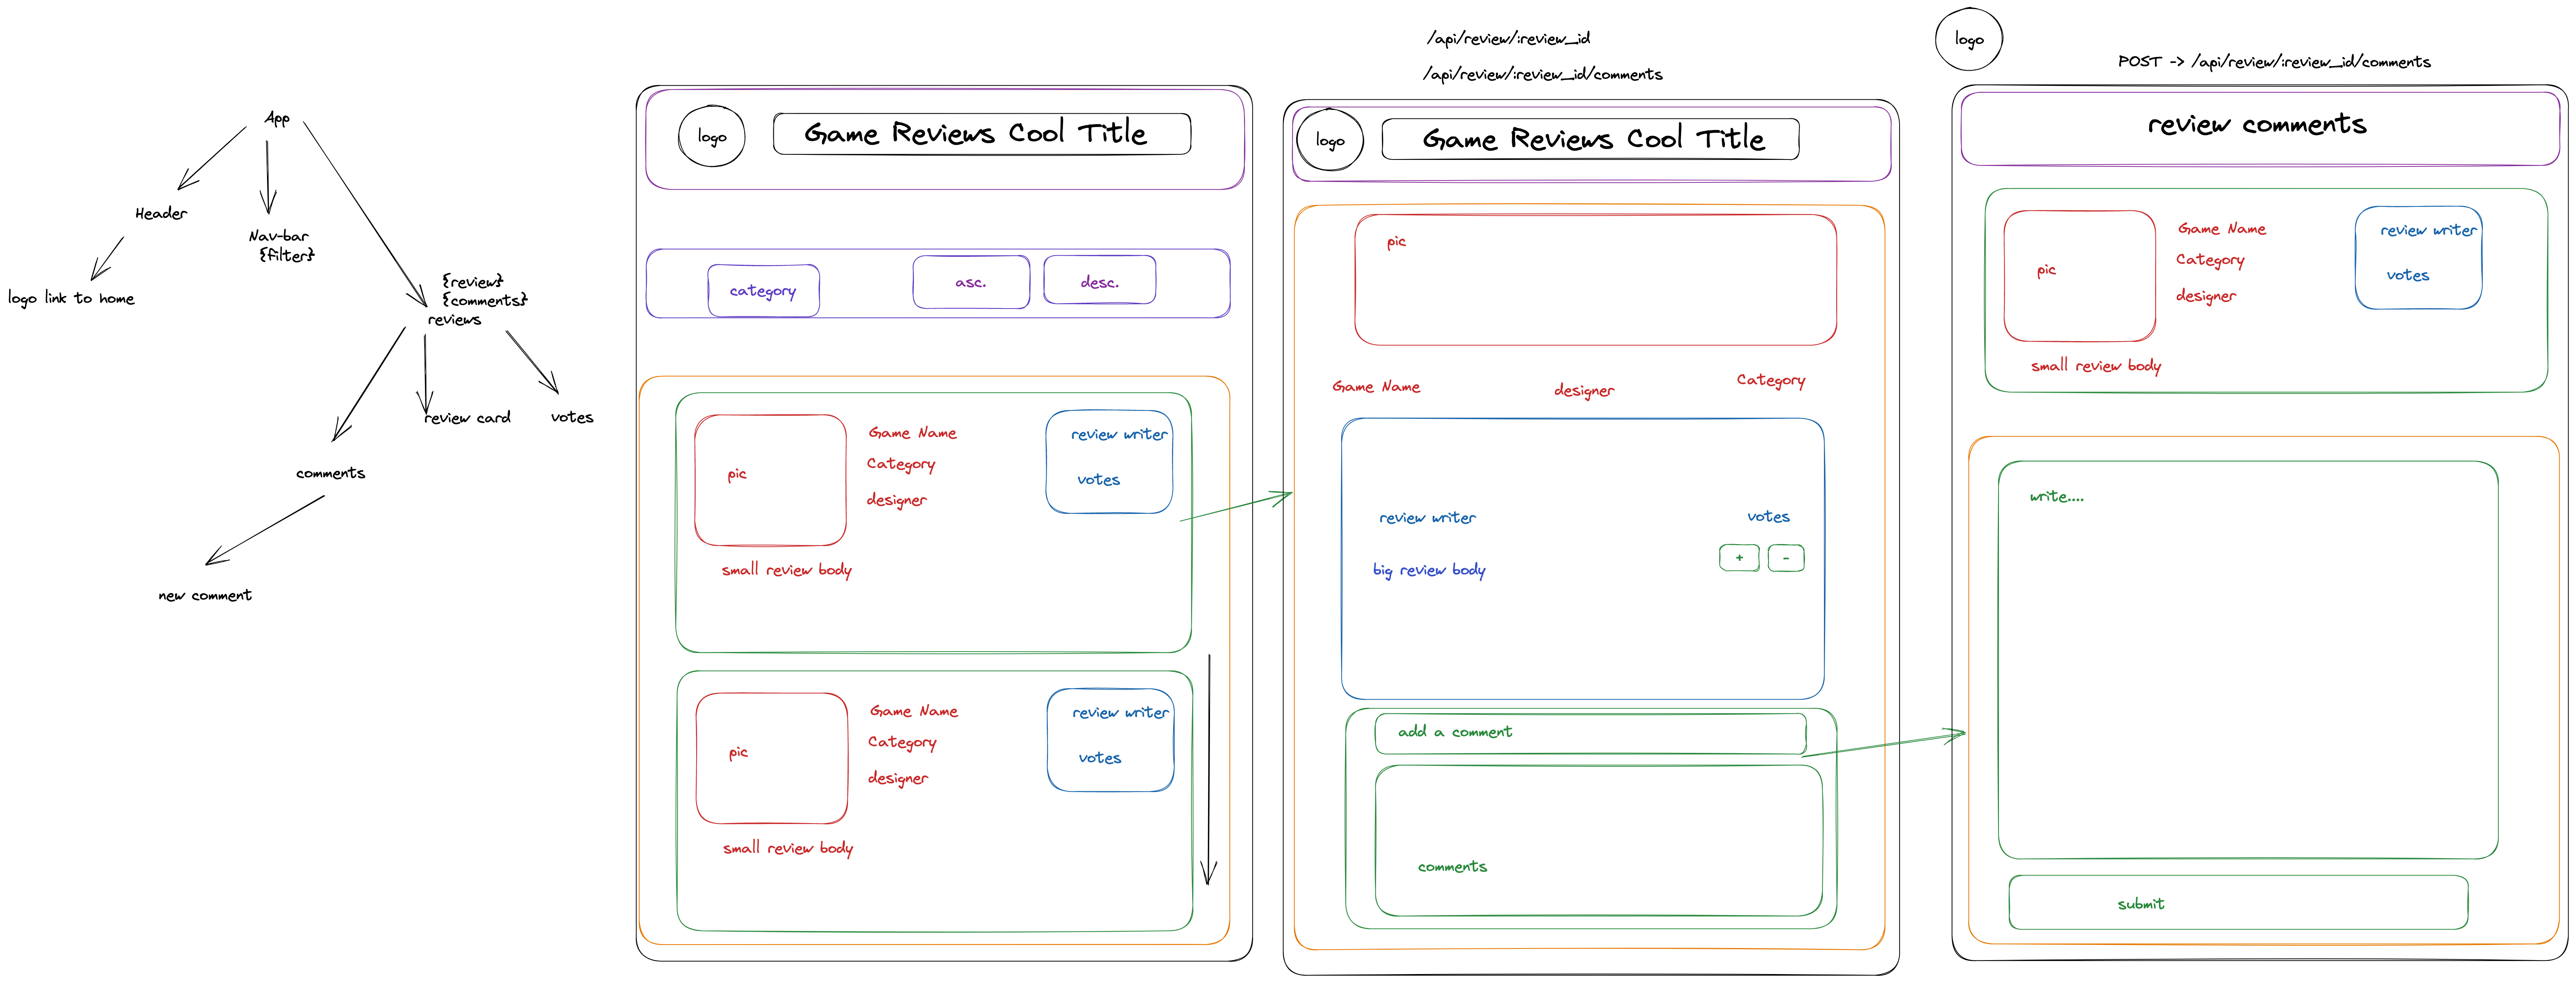 App
Header
Nav-bar
{filter}
logo link to home
{review}
{comments}
reviews
review card
votes
comments
new comment
logo
Game Reviews Cool Title
category
asc.
desc.
pic
Game Name
Category
designer
review writer
votes
small review body
pic
Game Name
Category
designer
review writer
votes
small review body
/api/review/:review_id
/api/review/:review_id/comments
logo
Game Reviews Cool Title
pic
Game Name
designer
Category
review writer
votes
+
-
big review body
add a comment
comments
logo
POST -> /api/review/:review_id/comments
review comments
pic
Game Name
Category
designer
review writer
votes
small review body
write....
submit